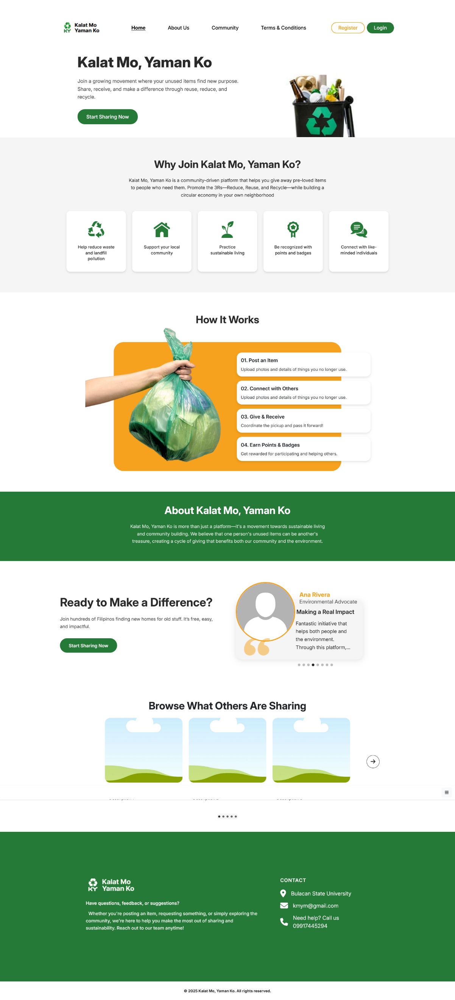 Kalat Mo
Yaman Ko
KY
Home
About Us
Community
Terms & Conditions
Register
Login
Kalat Mo, Yaman Ko
Join a growing movement where your unused items find new purpose.
Share, receive, and make a difference through reuse, reduce, and
recycle.
Start Sharing Now
Why Join Kalat Mo, Yaman Ko?
Kalat Mo, Yaman Ko is a community-driven platform that helps you give away pre-loved items
to people who need them. Promote the 3Rs—Reduce, Reuse, and Recycle—while building a
circular economy in your own neighborhood
Help reduce waste
and landfill
pollution
Support your local
community
Practice
sustainable living
Be recognized with
points and badges
Connect with like-
minded individuals
How It Works
01. Post an Item
Upload photos and details of things you no longer use.
02. Connect with Others
Upload photos and details of things you no longer use.
03. Give & Receive
Coordinate the pickup and pass it forward!
04. Earn Points & Badges
Get rewarded for participating and helping others.
About Kalat Mo, Yaman Ko
Kalat Mo, Yaman Ko is more than just a platform—it's a movement towards sustainable living
and community building. We believe that one person's unused items can be another's
treasure, creating a cycle of giving that benefits both our community and the environment.
Ready to Make a Difference?
Join hundreds of Filipinos finding new homes for old stuff. It's free, easy,
and impactful.
Start Sharing Now
Ana Rivera
Environmental Advocate
Making a Real Impact
Fantastic initiative that
helps both people and
the environment.
Through this platform,...
Browse What Others Are Sharing
Kalat Mo
Yaman Ko
KY
Have questions, feedback, or suggestions?
Whether you're posting an item, requesting something, or simply exploring the
community, we're here to help you make the most out of sharing and
sustainability. Reach out to our team anytime!
CONTACT
Bulacan State University
kmym@gmail.com
Need help? Call us
09917445294
© 2025 Kalat Mo, Yaman Ko. All rights reserved.